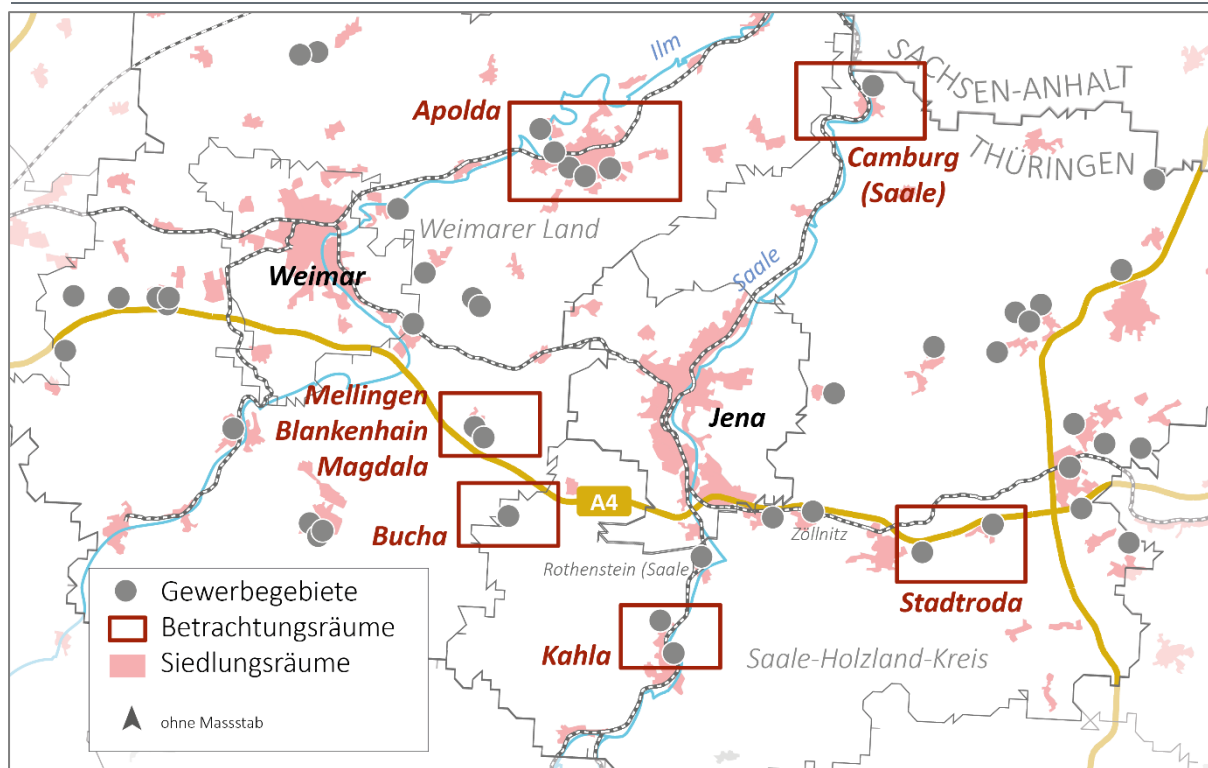 Ilm
SACHSEN-ANHALT
Apolda
THÜRINGEN
Camburg
(Saale)
Weimarer Land
Weimar
Saale
Mellingen
Blankenhain
Magdala
Jena
A4
Bucha
Zöllnitz
Rothenstein (Saale)
Stadtroda
Kahla
Saale-Holzland-Kreis
Gewerbegebiete
Betrachtungsräume
Siedlungsräume
ohne Massstab